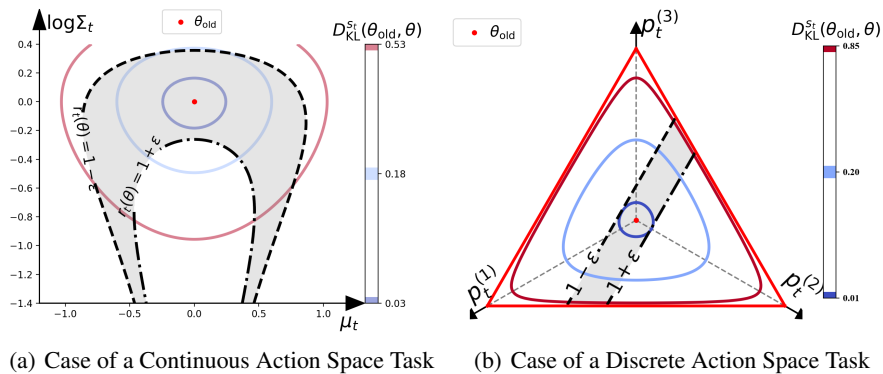 logΣ_t
θ_old
D^{s_t}_{KL}(θ_old, θ)
0.53
0.18
0.03
0.4
0.2
0.0
−0.2
−0.4
−0.6
−0.8
−1.0
−1.2
−1.4
r_t(θ) = 1 − ε
r_t(θ) = 1 + ε
−1.0
−0.5
0.0
0.5
1.0
μ_t
(a) Case of a Continuous Action Space Task
θ_old
p_t^{(3)}
D^{s_t}_{KL}(θ_old, θ)
0.85
0.20
0.01
1 − ε
1 + ε
p_t^{(1)}
p_t^{(2)}
(b) Case of a Discrete Action Space Task